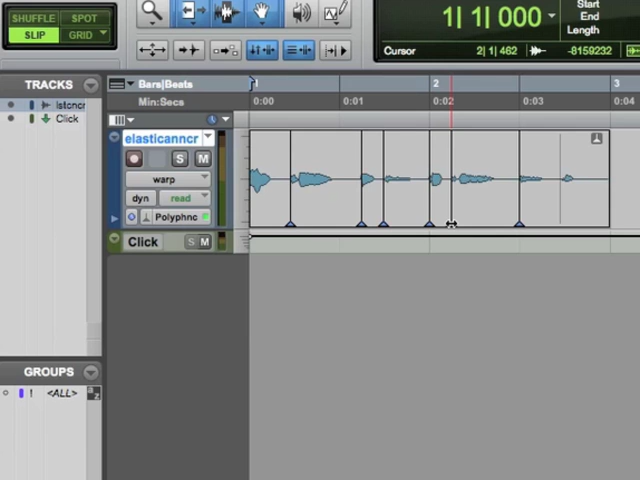 SHUFFLE SPOT
SLIP GRID
1| 1| 000
Start
End
Length
Cursor 2| 1| 462 -8159232
TRACKS
Bars|Beats 1 2 3
Min:Secs 0:00 0:01 0:02 0:03 0:04
Click
elasticanncr
S M
warp
dyn read
Polyphnc
Click S M
GROUPS
! <ALL>